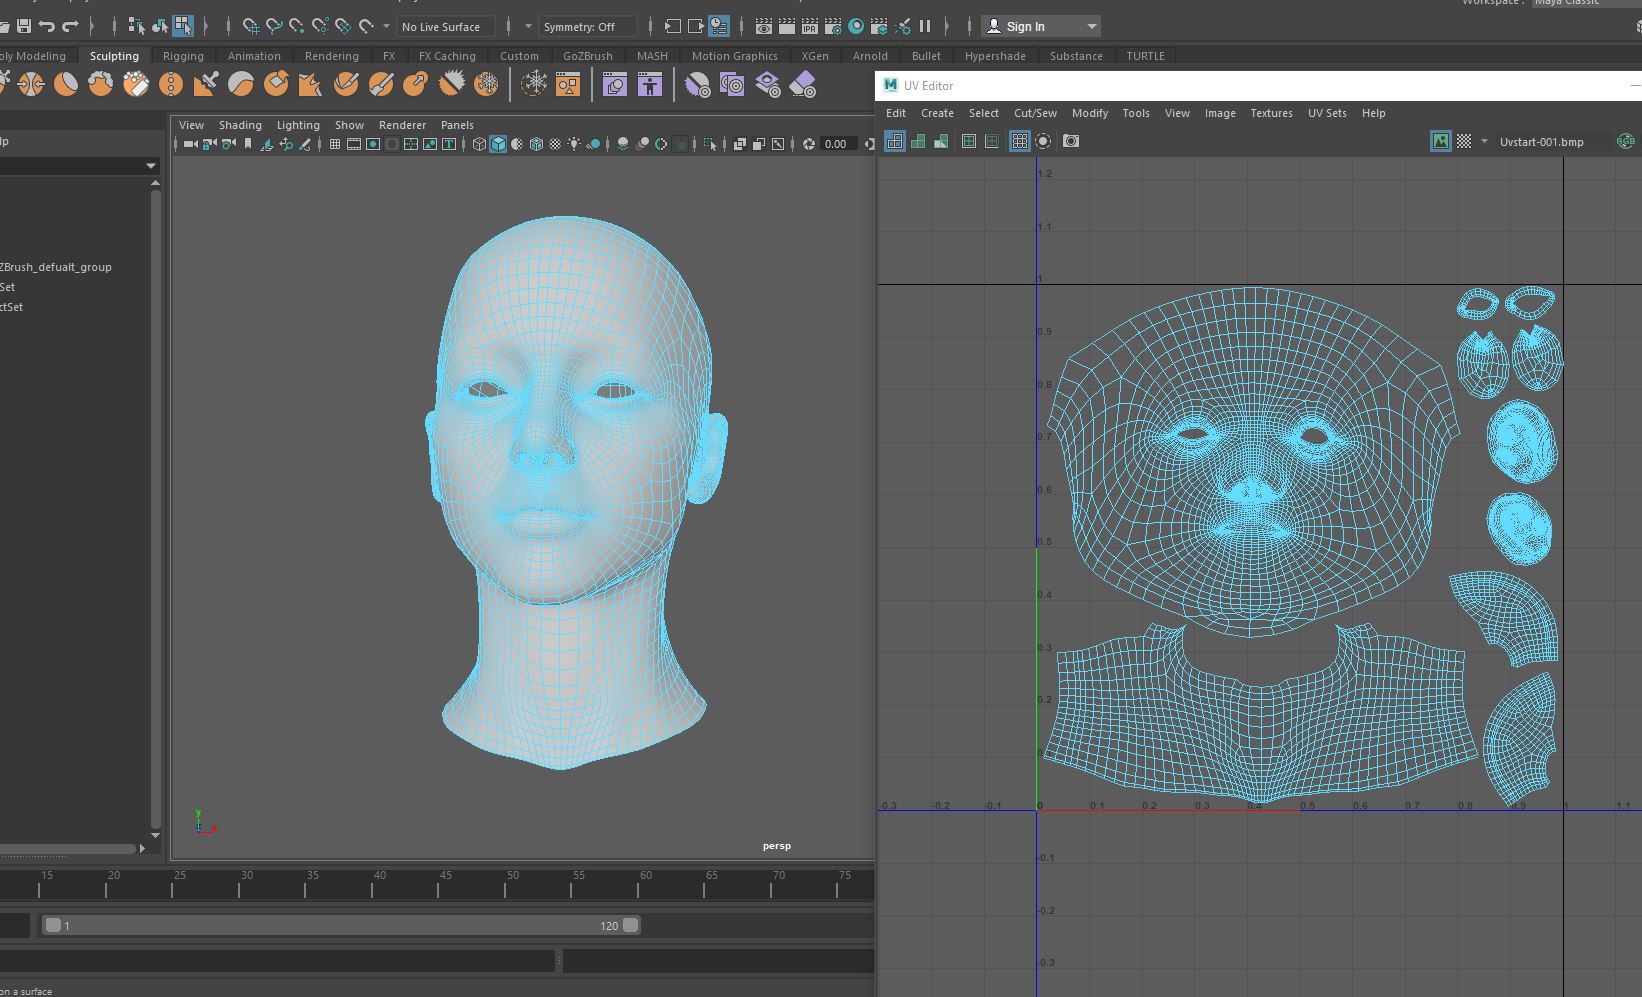 Workspace : Maya Classic
No Live Surface
Symmetry: Off
IPR
Sign In
oly Modeling Sculpting Rigging Animation Rendering FX FX Caching Custom GoZBrush MASH Motion Graphics XGen Arnold Bullet Hypershade Substance TURTLE
UV Editor
Edit Create Select Cut/Sew Modify Tools View Image Textures UV Sets Help
View Shading Lighting Show Renderer Panels
lp
0.00
Uvstart-001.bmp
RGB
1.2
1.1
1
0.9
0.8
0.7
0.6
0.5
0.4
0.3
0.2
-0.3 -0.2 -0.1 0 0.1 0.2 0.3 0.4 0.5 0.6 0.7 0.8 0.9 1 1.1
-0.1
-0.2
-0.3
ZBrush_defualt_group
Set
ctSet
y
x
persp
15 20 25 30 35 40 45 50 55 60 65 70 75
1 120
on a surface